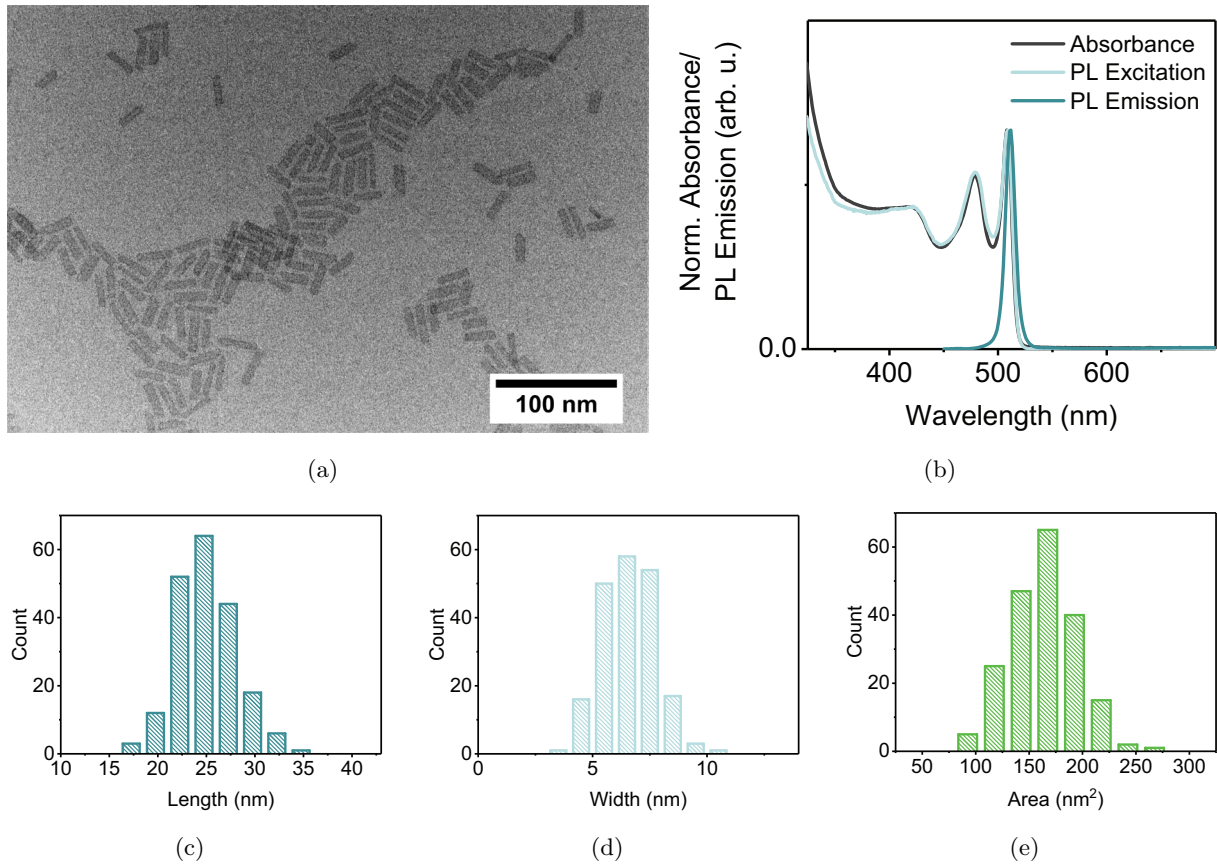 100 nm
(a)
Norm. Absorbance/
PL Emission (arb. u.)
Absorbance
PL Excitation
PL Emission
0.0
400 500 600
Wavelength (nm)
(b)
Count
60
40
20
0
10 15 20 25 30 35 40
Length (nm)
(c)
Count
60
40
20
0
0 5 10
Width (nm)
(d)
Count
60
40
20
0
50 100 150 200 250 300
Area (nm²)
(e)